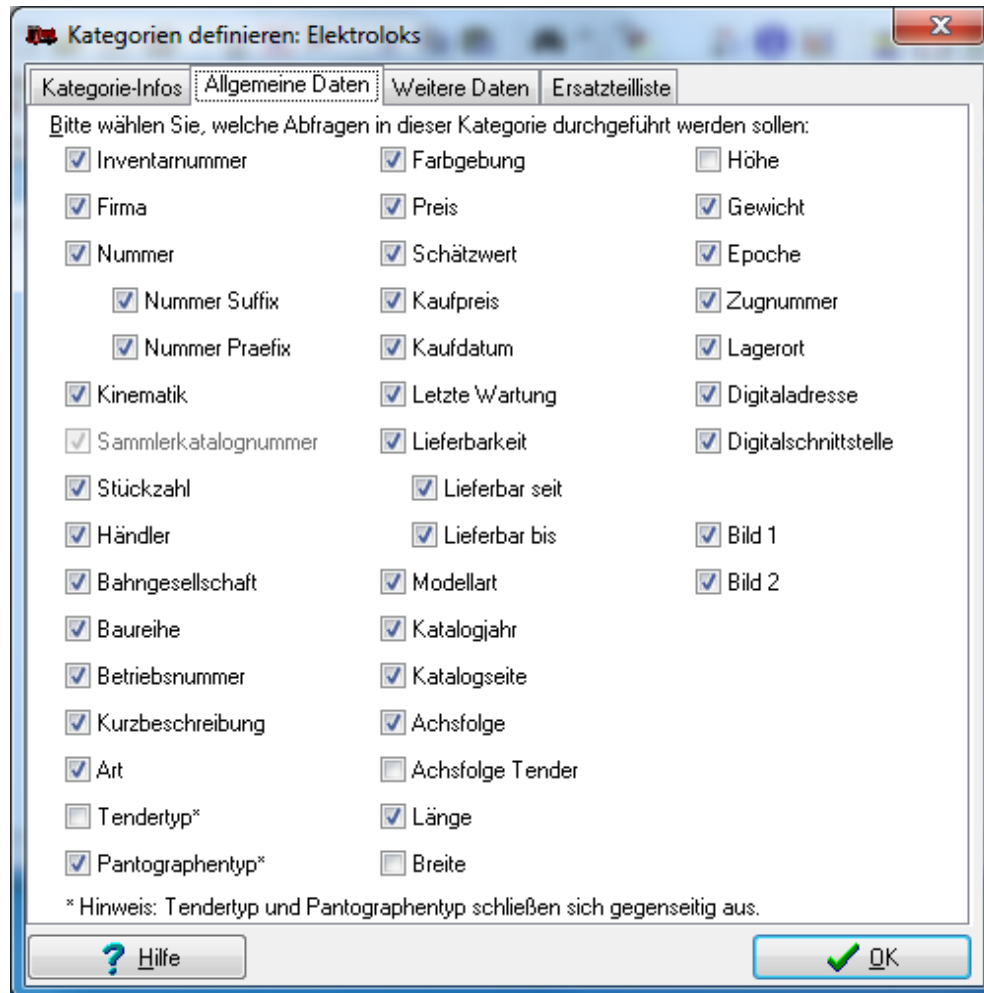 Kategorien definieren: Elektroloks
Kategorie-Infos Allgemeine Daten Weitere Daten Ersatzteilliste
Bitte wählen Sie, welche Abfragen in dieser Kategorie durchgeführt werden sollen:
Inventarnummer Farbgebung Höhe
Firma Preis Gewicht
Nummer Schätzwert Epoche
Nummer Suffix Kaufpreis Zugnummer
Nummer Praefix Kaufdatum Lagerort
Kinematik Letzte Wartung Digitaladresse
Sammlerkatalognummer Lieferbarkeit Digitalschnittstelle
Stückzahl Lieferbar seit
Händler Lieferbar bis Bild 1
Bahngesellschaft Modellart Bild 2
Baureihe Katalogjahr
Betriebsnummer Katalogseite
Kurzbeschreibung Achsfolge
Art Achsfolge Tender
Tendertyp* Länge
Pantographentyp* Breite
* Hinweis: Tendertyp und Pantographentyp schließen sich gegenseitig aus.
Hilfe OK